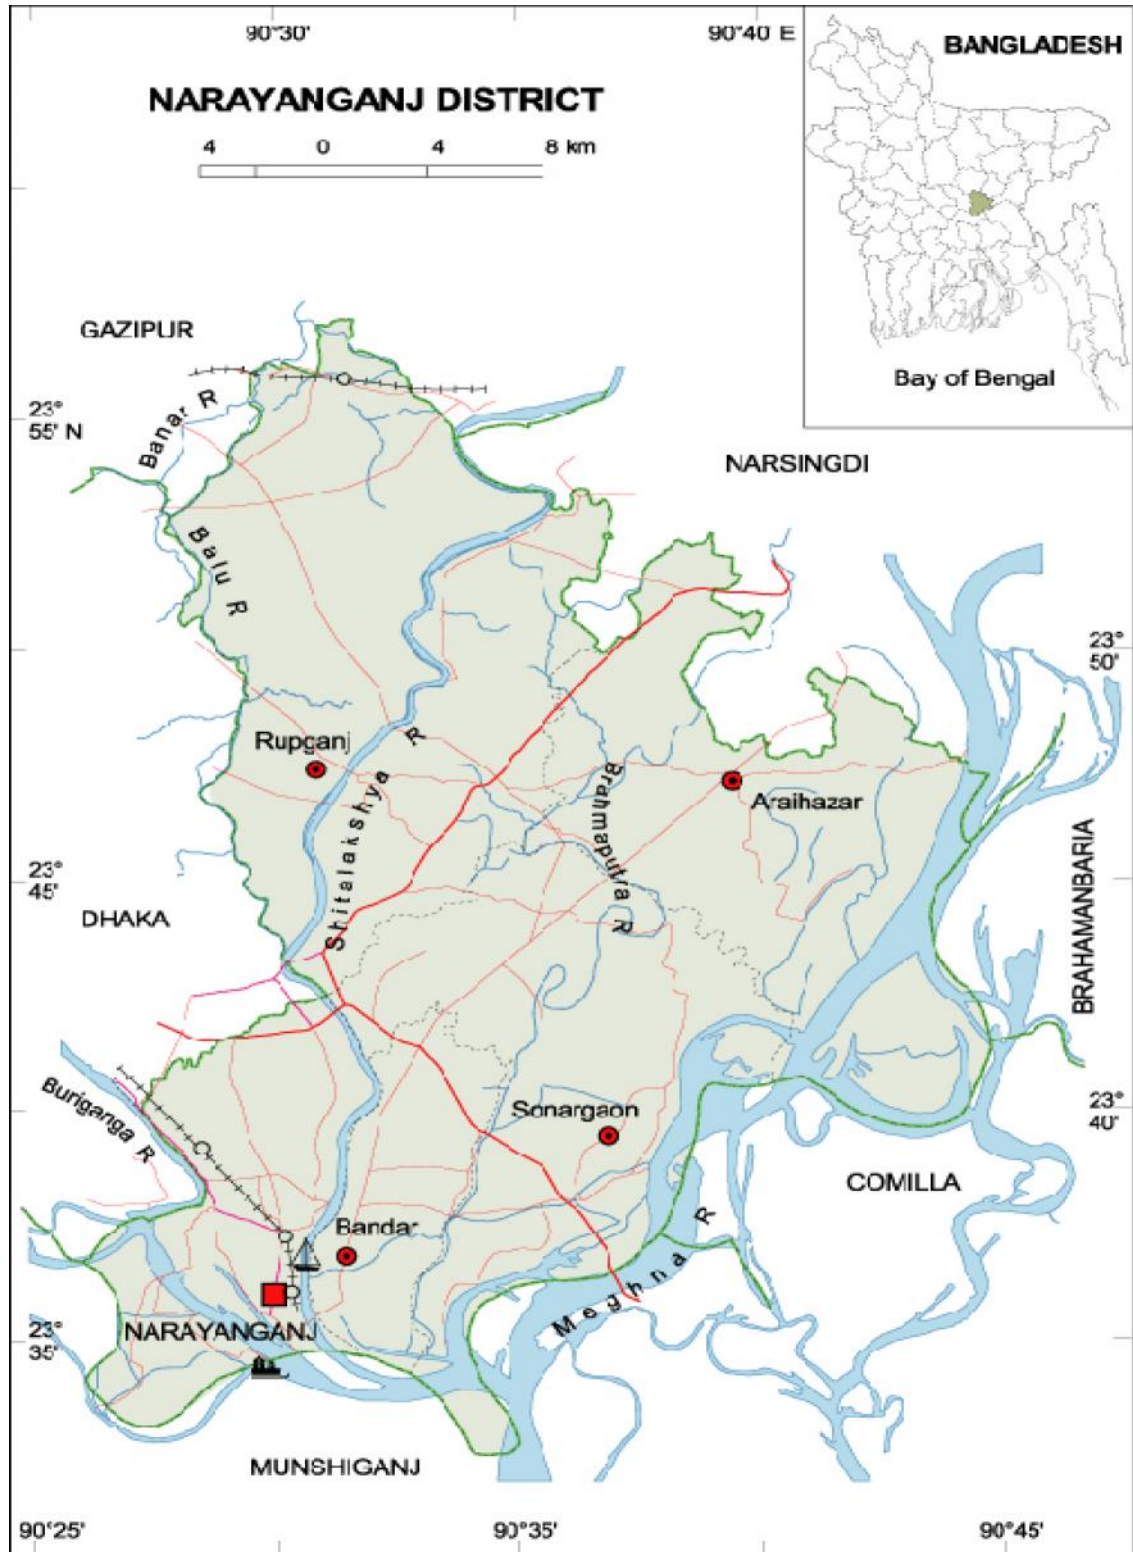 90°30'
90°40' E
BANGLADESH
NARAYANGANJ DISTRICT
4 0 4 8 km
Bay of Bengal
GAZIPUR
23°
55' N
Banar R
NARSINGDI
Balu R
23°
50'
Rupganj
Shitalakshya R
Brahmaputra R
Araihazar
23°
45'
DHAKA
BRAHAMANBARIA
Buriganga R
Sonargaon
23°
40'
COMILLA
Bandar
Meghna R
NARAYANGANJ
23°
35'
MUNSHIGANJ
90°25'
90°35'
90°45'